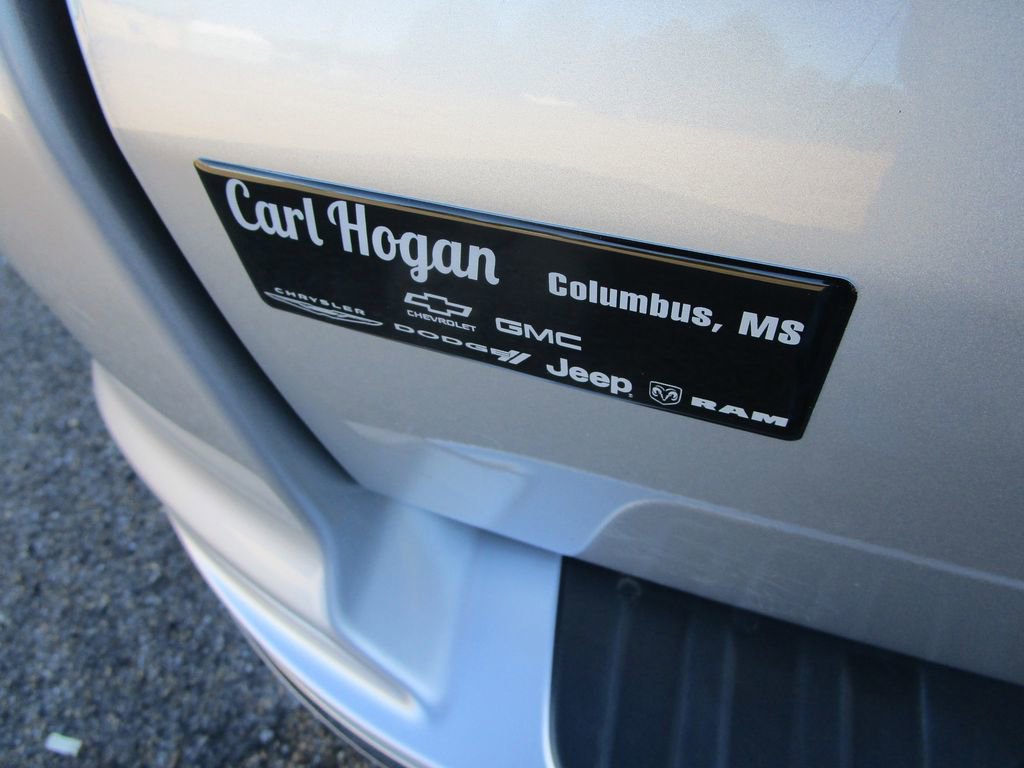 Carl Hogan
Columbus, MS
CHRYSLER
CHEVROLET
GMC
DODGE
Jeep
RAM